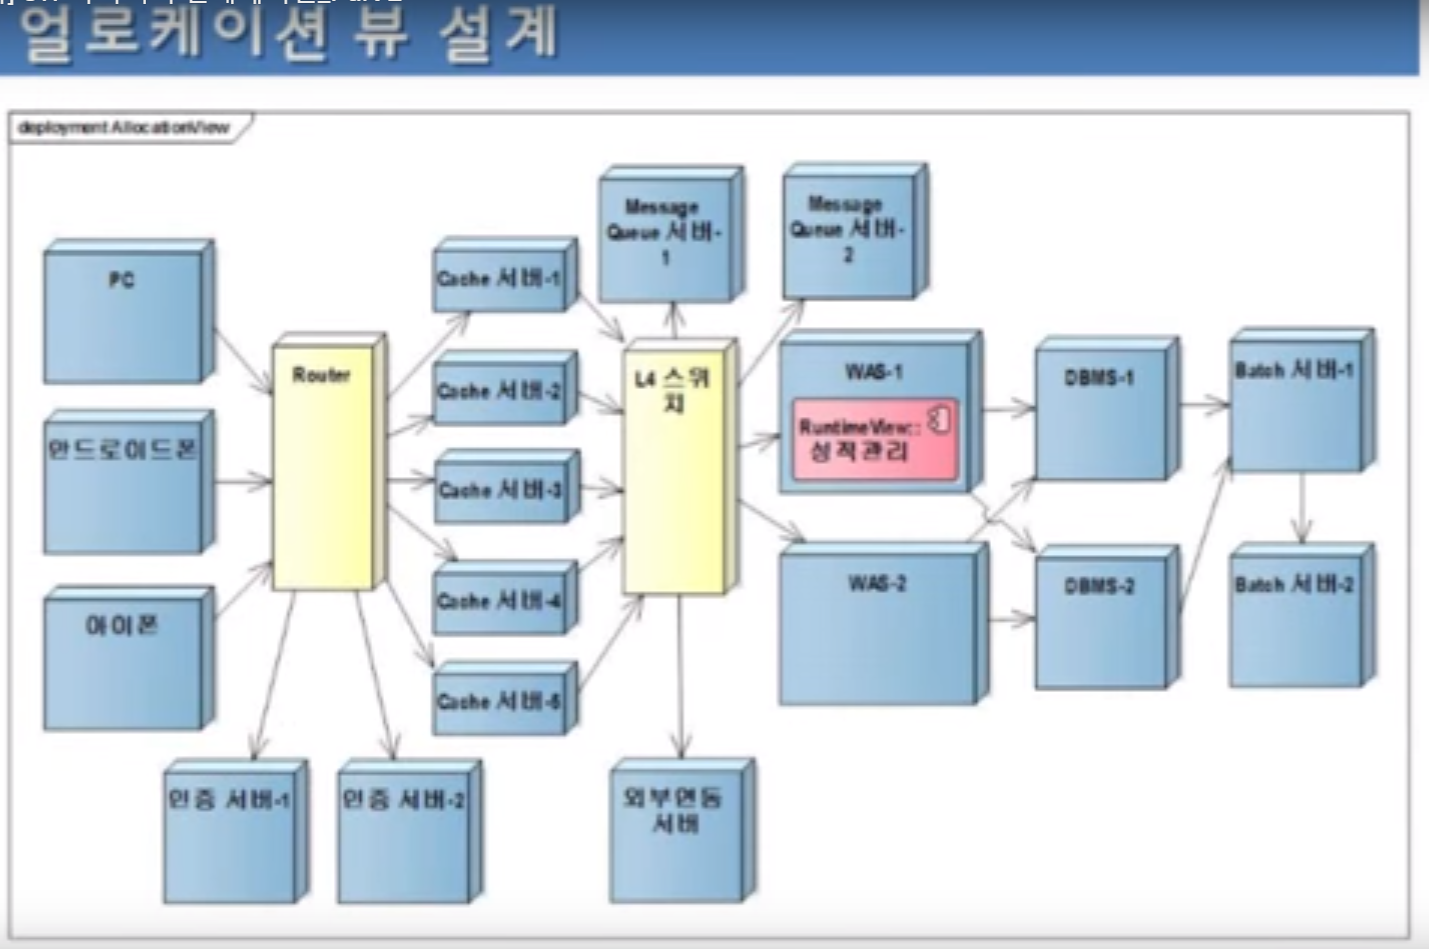 얼로케이션 뷰 설계
deployment AllocationView
Message
Queue 서버-
1
Message
Queue 서버-
2
PC
Cache 서버-1
Router
Cache 서버-2
L4 스위
치
WAS-1
RuntimeView::
성적관리
DBMS-1
Batch 서버-1
안드로이드폰
Cache 서버-3
아이폰
Cache 서버-4
WAS-2
DBMS-2
Batch 서버-2
Cache 서버-5
인증 서버-1
인증 서버-2
외부연동
서버